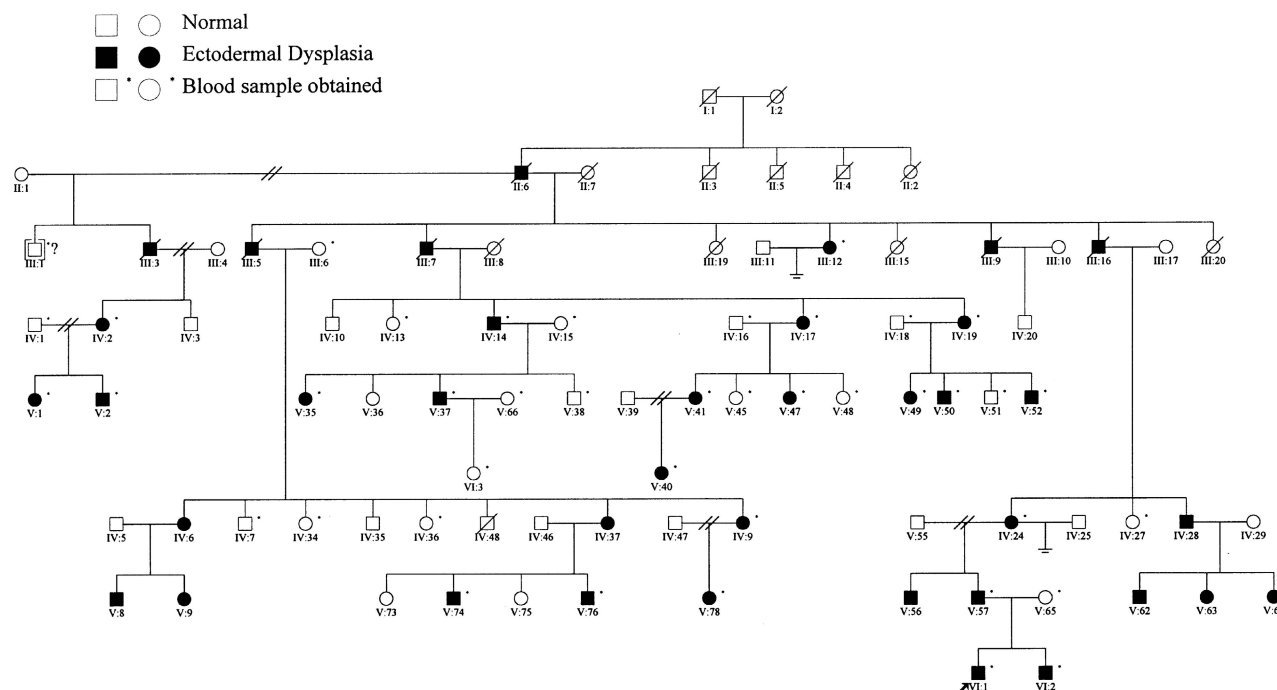 Normal
Ectodermal Dysplasia
* * Blood sample obtained
I:1 I:2
II:1 II:6 II:7 II:3 II:5 II:4 II:2
*?
III:1 III:3 III:4 III:5 III:6 III:7 III:8 III:19 III:11 III:12 III:15 III:9 III:10 III:16 III:17 III:20
IV:1 IV:2 IV:3 IV:10 IV:13 IV:14 IV:15 IV:16 IV:17 IV:18 IV:19 IV:20
V:1 V:2 V:35 V:36 V:37 V:66 V:38 V:39 V:41 V:45 V:47 V:48 V:49 V:50 V:51 V:52
VI:3 V:40
IV:5 IV:6 IV:7 IV:34 IV:35 IV:36 IV:48 IV:46 IV:37 IV:47 IV:9 V:55 IV:24 IV:25 IV:27 IV:28 IV:29
V:8 V:9 V:73 V:74 V:75 V:76 V:78 V:56 V:57 V:65 V:62 V:63 V:6
VI:1 VI:2